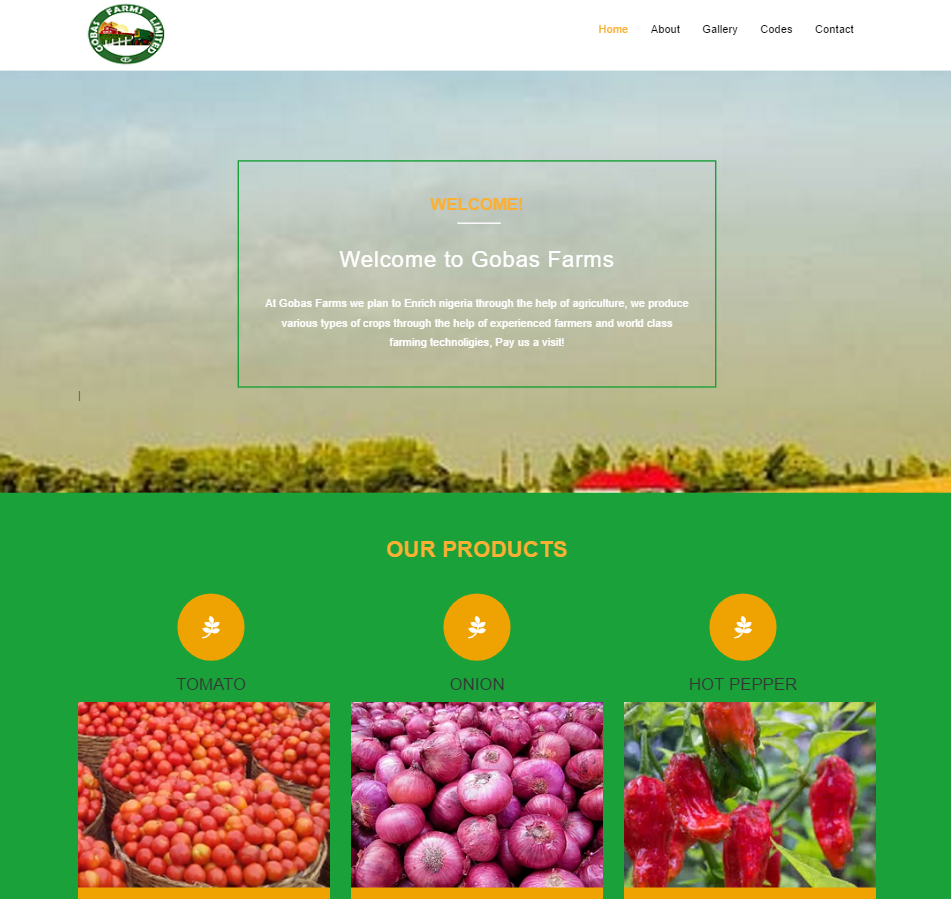 GOBAS FARMS LIMITED
Home About Gallery Codes Contact
WELCOME!
Welcome to Gobas Farms
At Gobas Farms we plan to Enrich nigeria through the help of agriculture, we produce
various types of crops through the help of experienced farmers and world class
farming technoligies, Pay us a visit!
OUR PRODUCTS
TOMATO ONION HOT PEPPER